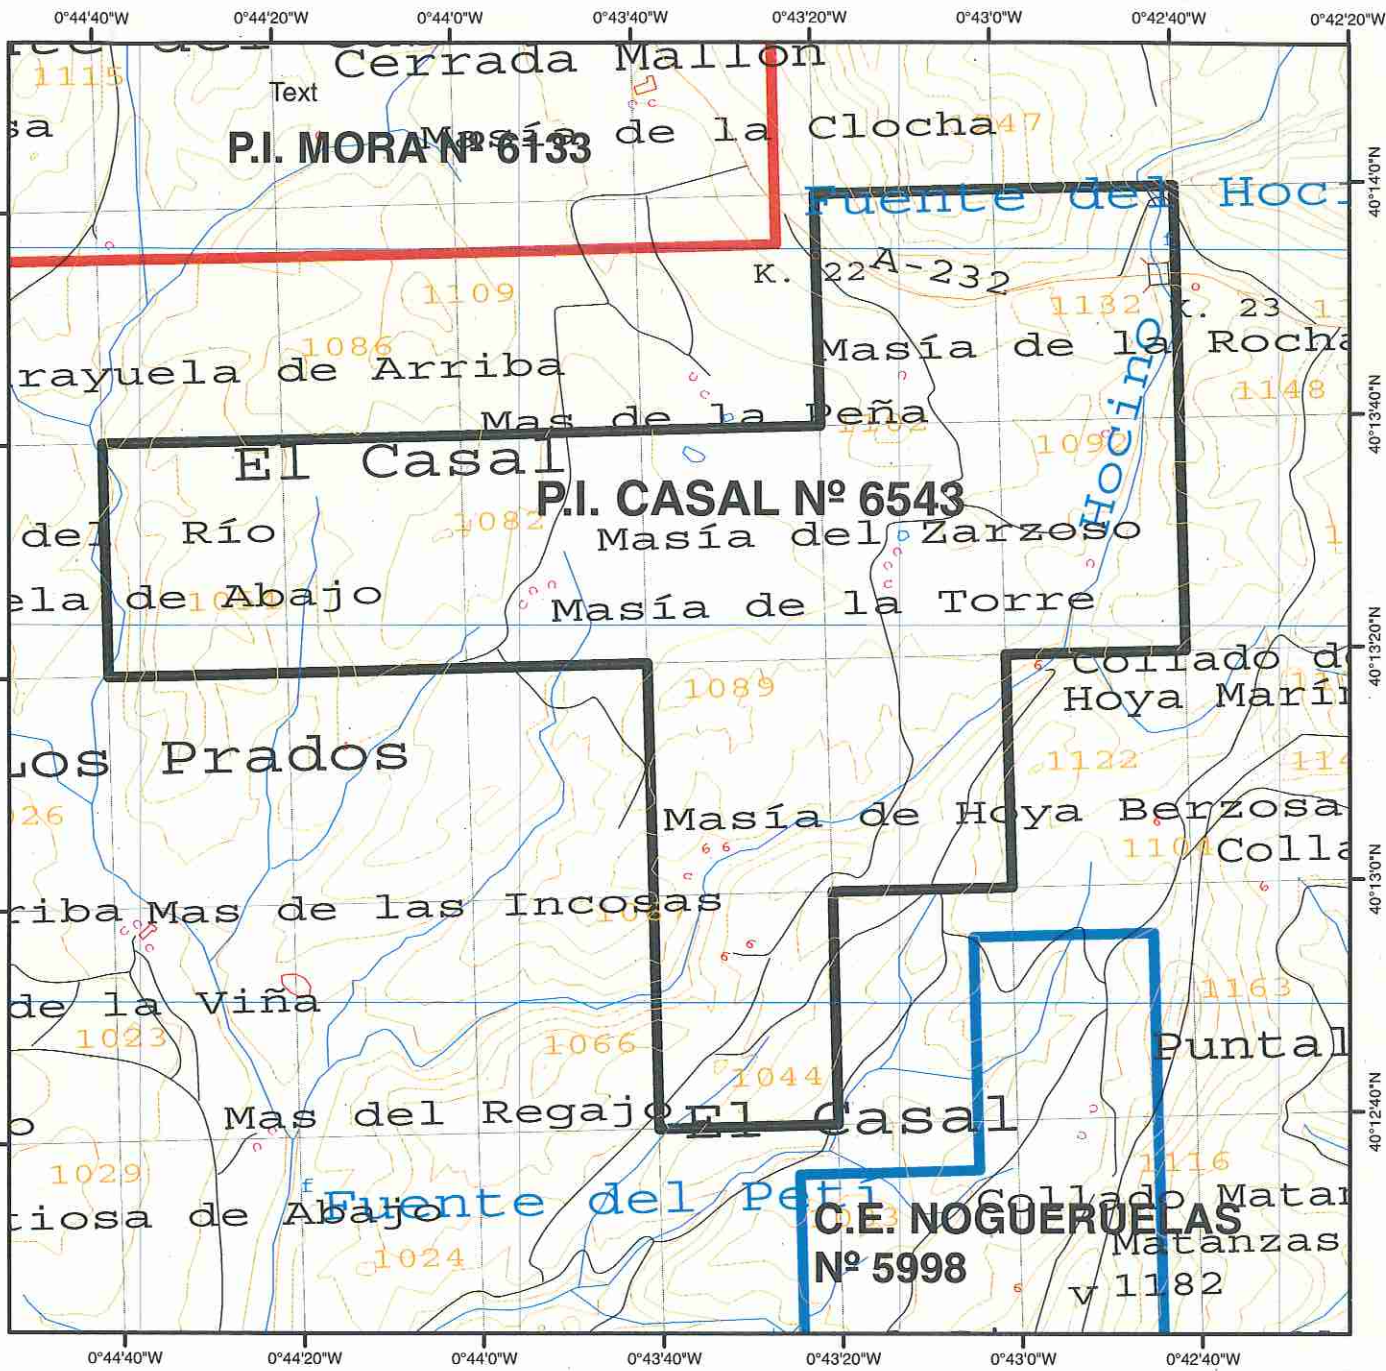 0°44'40"W 0°44'20"W 0°44'0"W 0°43'40"W 0°43'20"W 0°43'0"W 0°42'40"W 0°42'20"W
1115
Cerrada Mallon
Text
sa
Masía de la Clocha
P.I. MORA Nº 6133
40°14'0"N
Fuente del Hoci
K. 22
A-232
1109
1132
K. 23
1086
Masía de la Rocha
rayuela de Arriba
1148
Mas de la Peña
1102
40°13'40"N
1092
Hocino
El Casal
P.I. CASAL Nº 6543
1082
del Río
Masía del Zarzoso
ela de Abajo
Masía de la Torre
40°13'20"N
Collado de
1089
Hoya Marín
Los Prados
1122
114
026
Masía de Hoya Berzosa
1104
Colla
40°13'0"N
riba
Mas de las Incosas
de la Viña
1163
1023
1066
Puntal
1044
40°12'40"N
o
Mas del Regajo
El Casal
1029
1116
f
Fuente del Peti
Collado Matan
tiosa de Abajo
C.E. NOGUERUELAS
Nº 5998
Matanzas
1024
V 1182
0°44'40"W 0°44'20"W 0°44'0"W 0°43'40"W 0°43'20"W 0°43'0"W 0°42'40"W